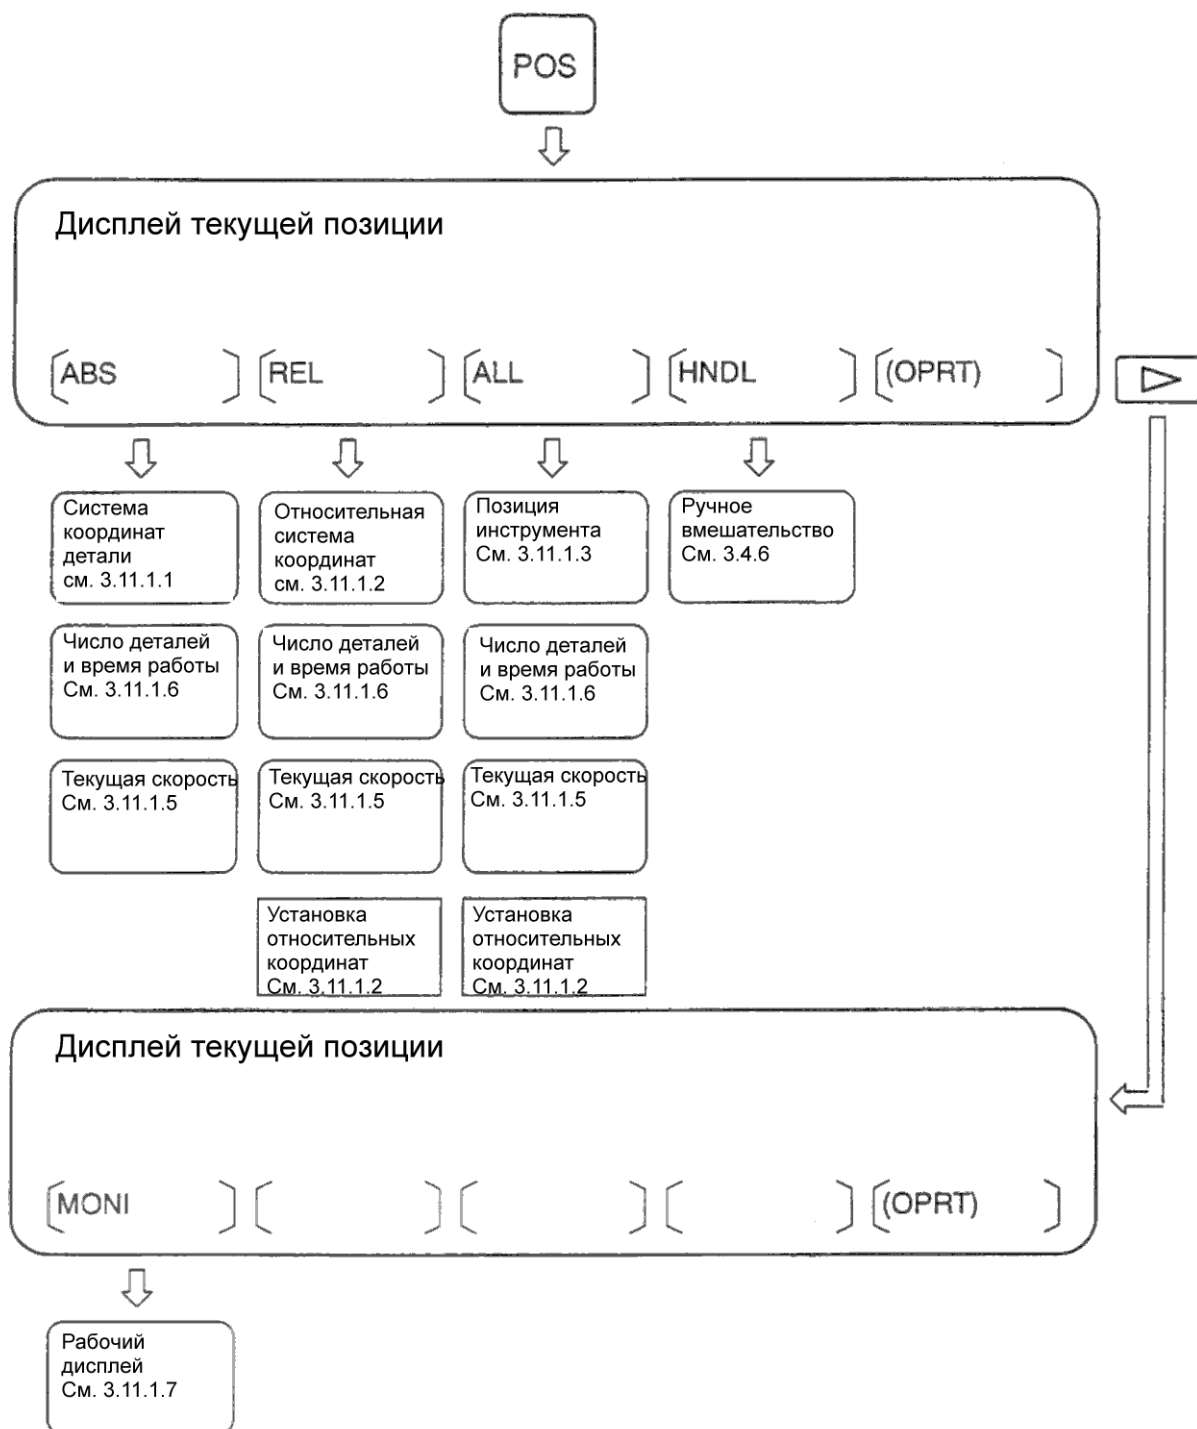 POS
Дисплей текущей позиции
[ABS] [REL] [ALL] [HNDL] [(OPRT)]
Система
координат
детали
см. 3.11.1.1
Относительная
система
координат
см. 3.11.1.2
Позиция
инструмента
См. 3.11.1.3
Ручное
вмешательство
См. 3.4.6
Число деталей
и время работы
См. 3.11.1.6
Число деталей
и время работы
См. 3.11.1.6
Число деталей
и время работы
См. 3.11.1.6
Текущая скорость
См. 3.11.1.5
Текущая скорость
См. 3.11.1.5
Текущая скорость
См. 3.11.1.5
Установка
относительных
координат
См. 3.11.1.2
Установка
относительных
координат
См. 3.11.1.2
Дисплей текущей позиции
[MONI] [ ] [ ] [ ] [(OPRT)]
Рабочий
дисплей
См. 3.11.1.7